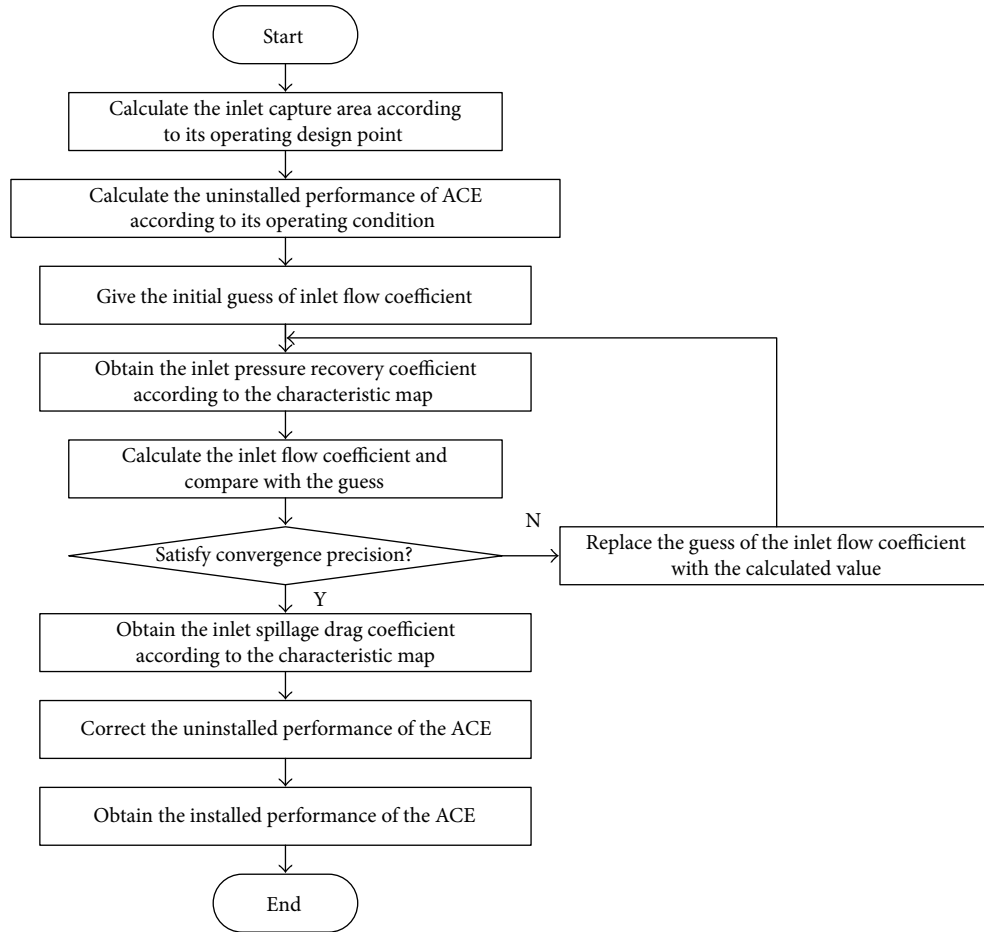 Start
Calculate the inlet capture area according
to its operating design point
Calculate the uninstalled performance of ACE
according to its operating condition
Give the initial guess of inlet flow coefficient
Obtain the inlet pressure recovery coefficient
according to the characteristic map
Calculate the inlet flow coefficient and
compare with the guess
Satisfy convergence precision?
N
Replace the guess of the inlet flow coefficient
with the calculated value
Y
Obtain the inlet spillage drag coefficient
according to the characteristic map
Correct the uninstalled performance of the ACE
Obtain the installed performance of the ACE
End